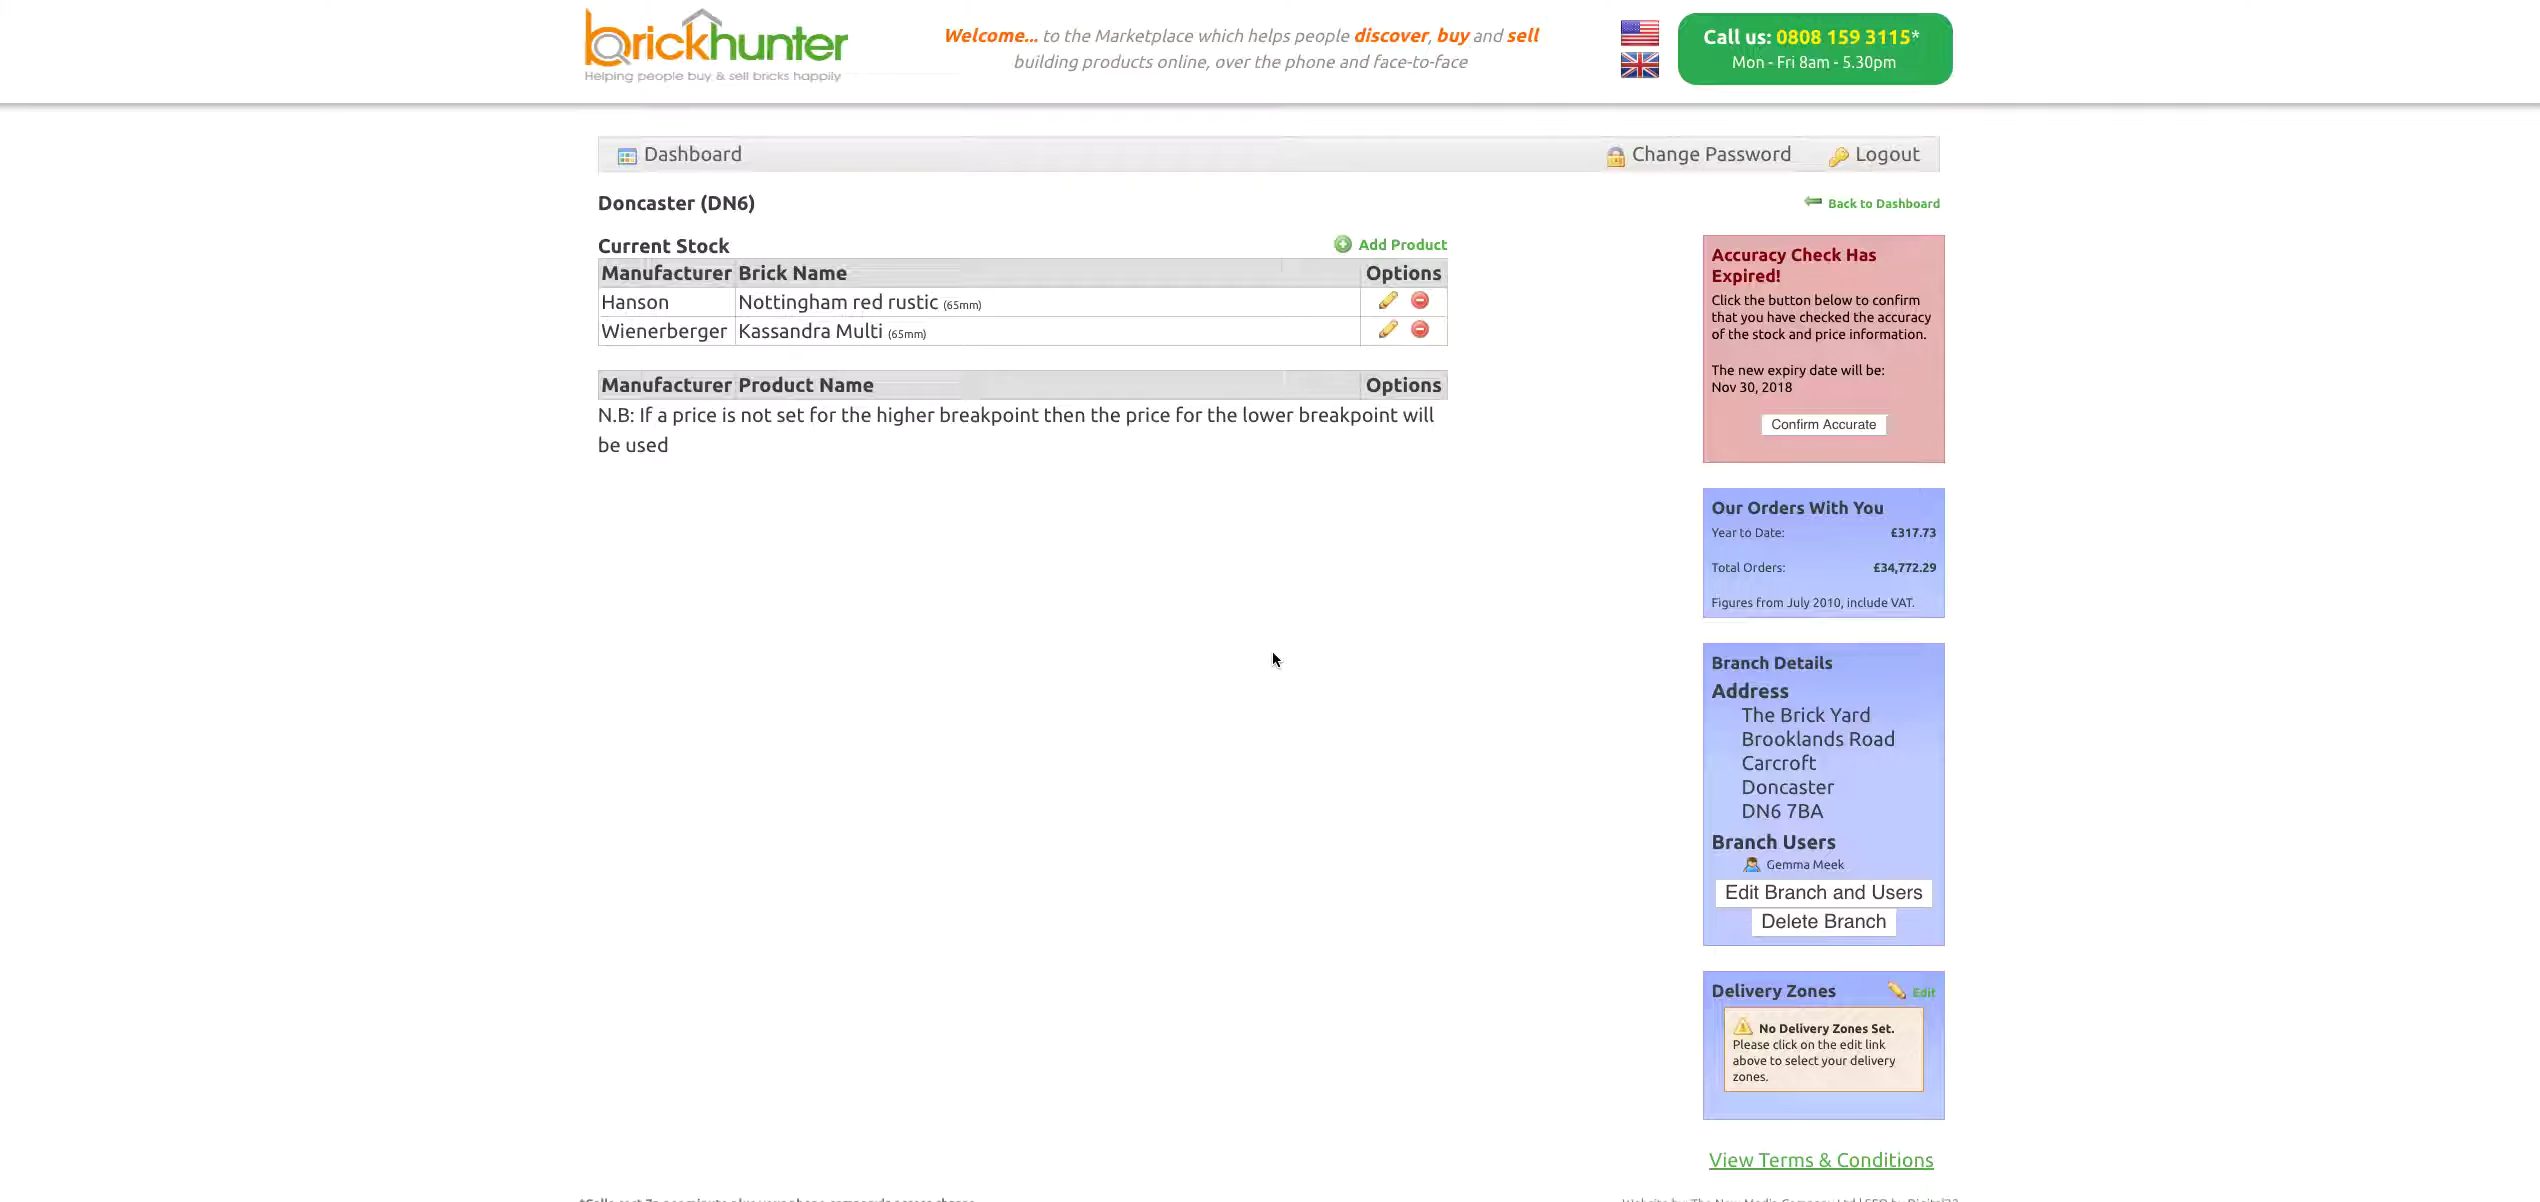 brickhunter
Helping people buy & sell bricks happily
Welcome... to the Marketplace which helps people discover, buy and sell
building products online, over the phone and face-to-face
Call us: 0808 159 3115*
Mon - Fri 8am - 5.30pm
Dashboard
Change Password
Logout
Doncaster (DN6)
Back to Dashboard
Current Stock
Add Product
Manufacturer Brick Name Options
Hanson Nottingham red rustic (65mm)
Wienerberger Kassandra Multi (65mm)
Manufacturer Product Name Options
N.B: If a price is not set for the higher breakpoint then the price for the lower breakpoint will
be used
Accuracy Check Has
Expired!
Click the button below to confirm
that you have checked the accuracy
of the stock and price information.
The new expiry date will be:
Nov 30, 2018
Confirm Accurate
Our Orders With You
Year to Date: £317.73
Total Orders: £34,772.29
Figures from July 2010, include VAT.
Branch Details
Address
The Brick Yard
Brooklands Road
Carcroft
Doncaster
DN6 7BA
Branch Users
Gemma Meek
Edit Branch and Users
Delete Branch
Delivery Zones
Edit
No Delivery Zones Set.
Please click on the edit link
above to select your delivery
zones.
View Terms & Conditions